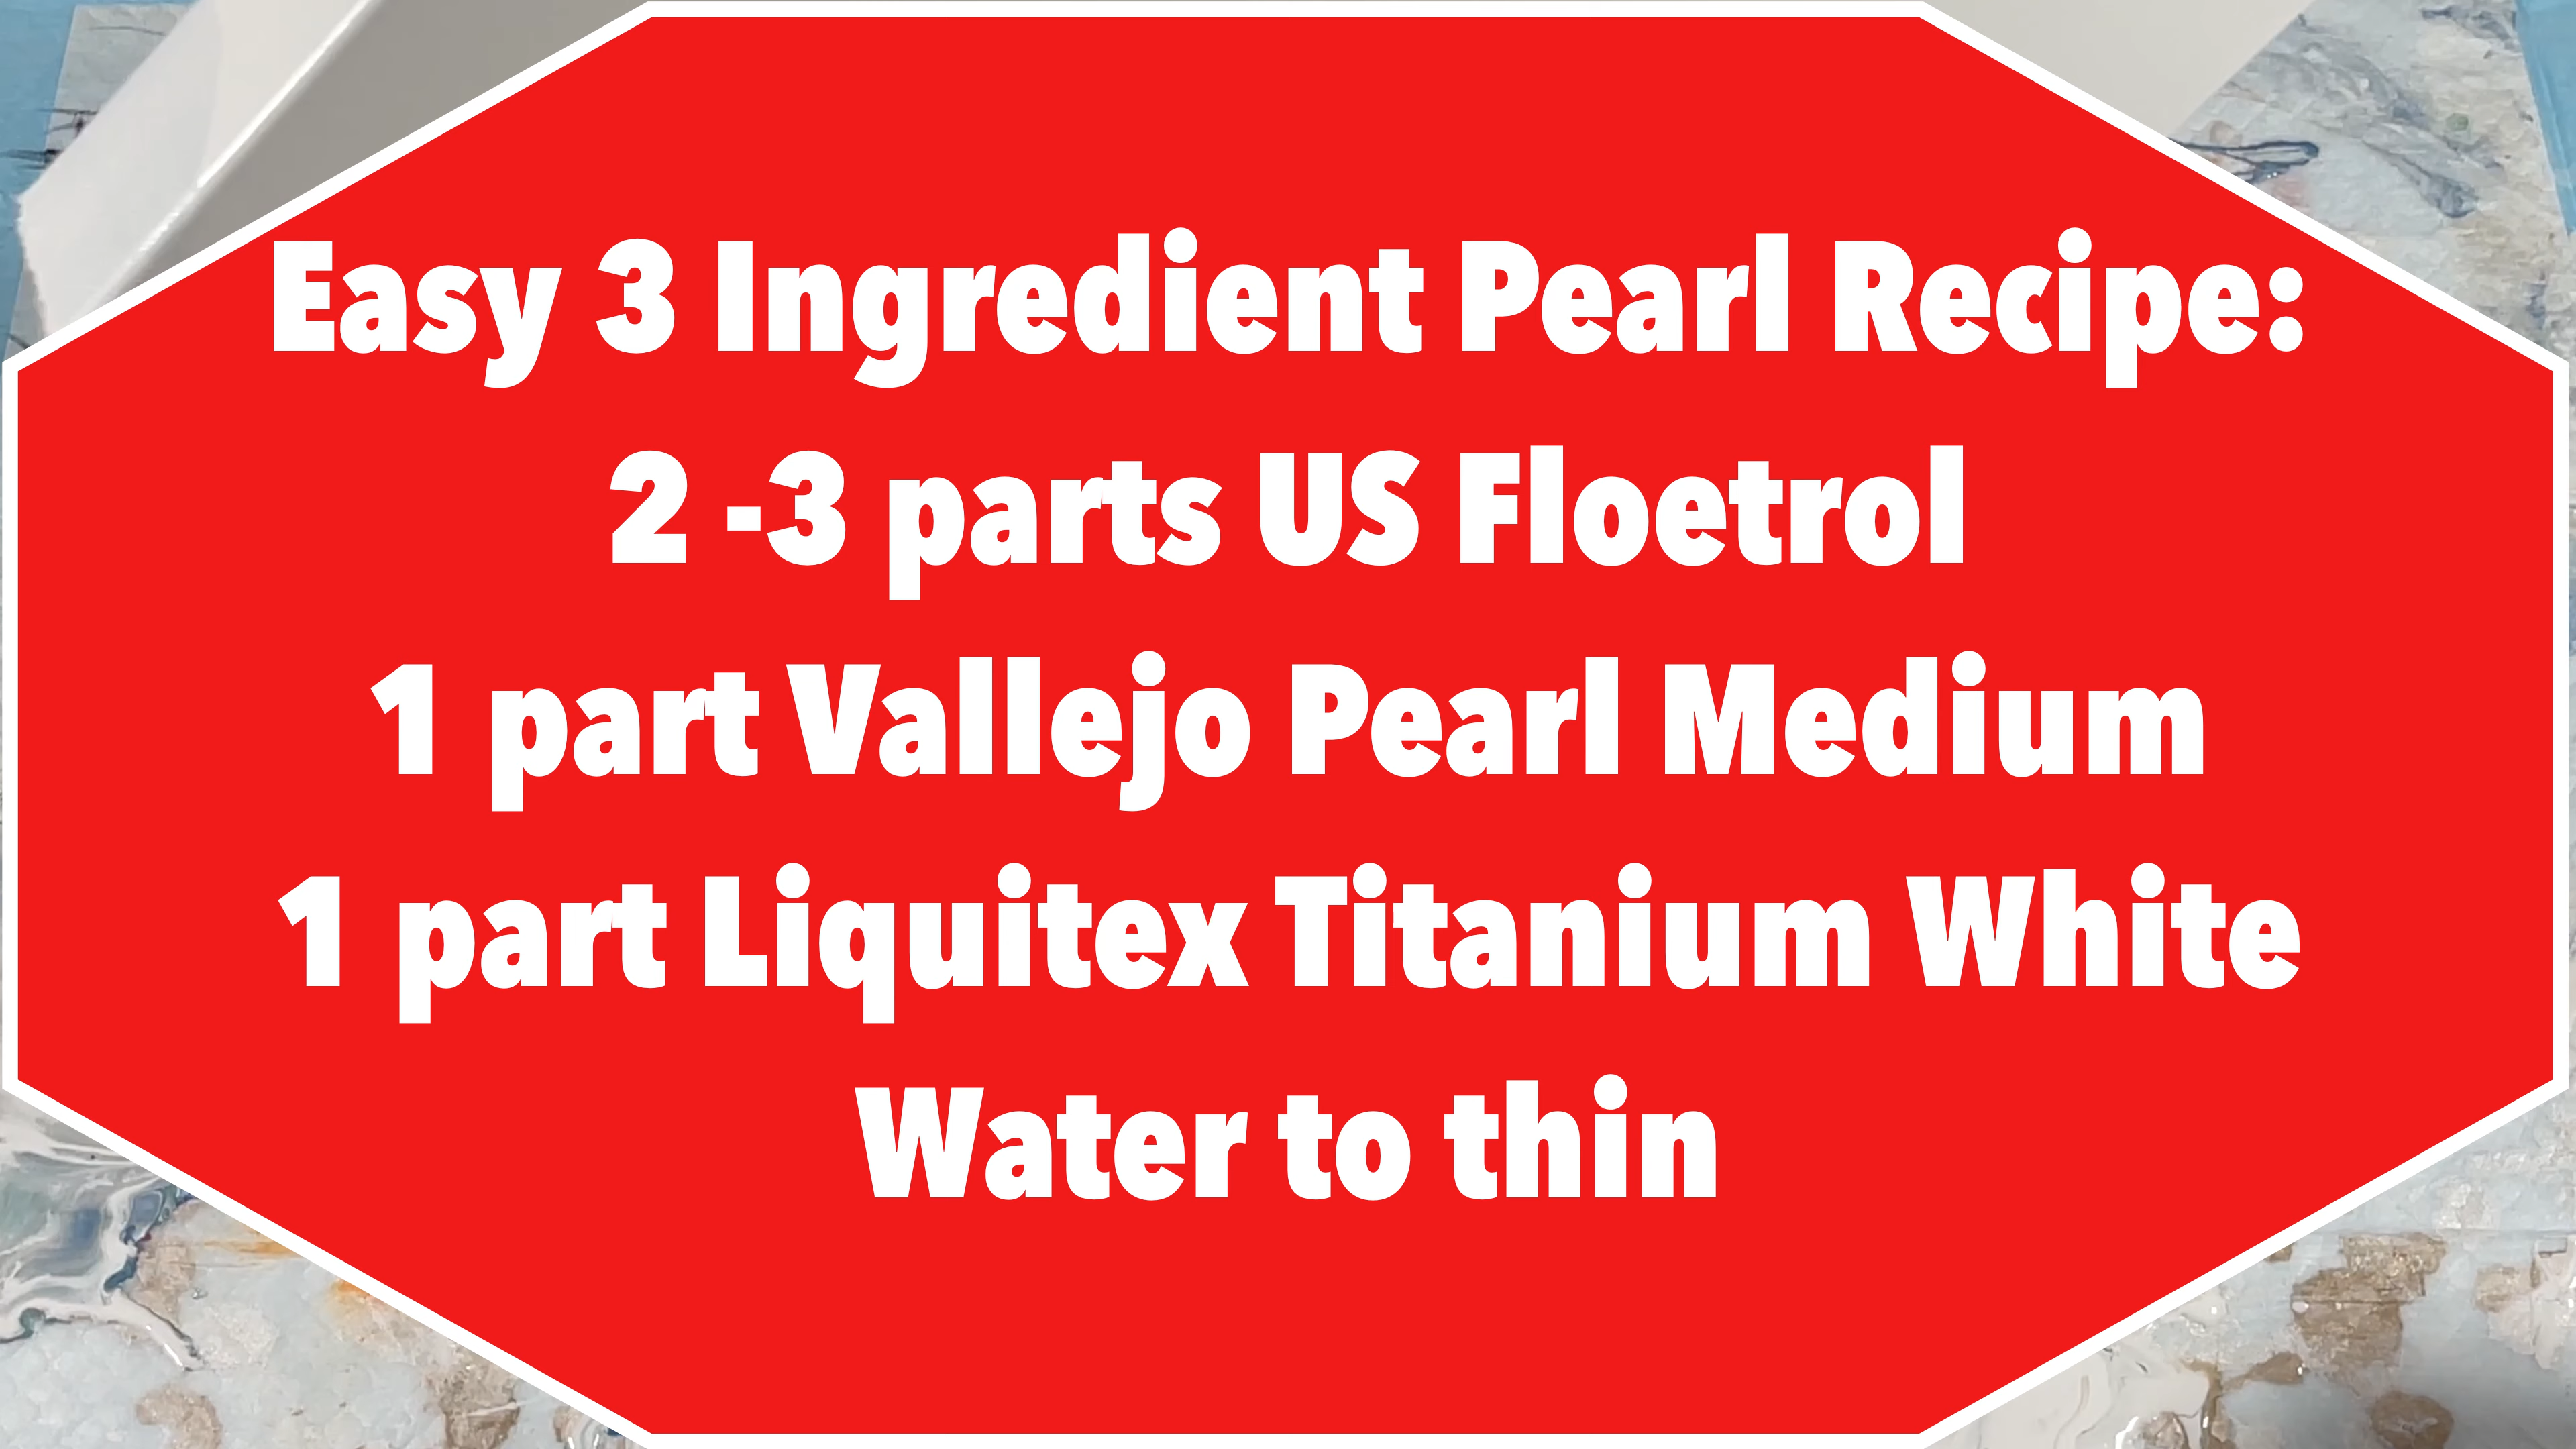 Easy 3 Ingredient Pearl Recipe:
2 -3 parts US Floetrol
1 part Vallejo Pearl Medium
1 part Liquitex Titanium White
Water to thin